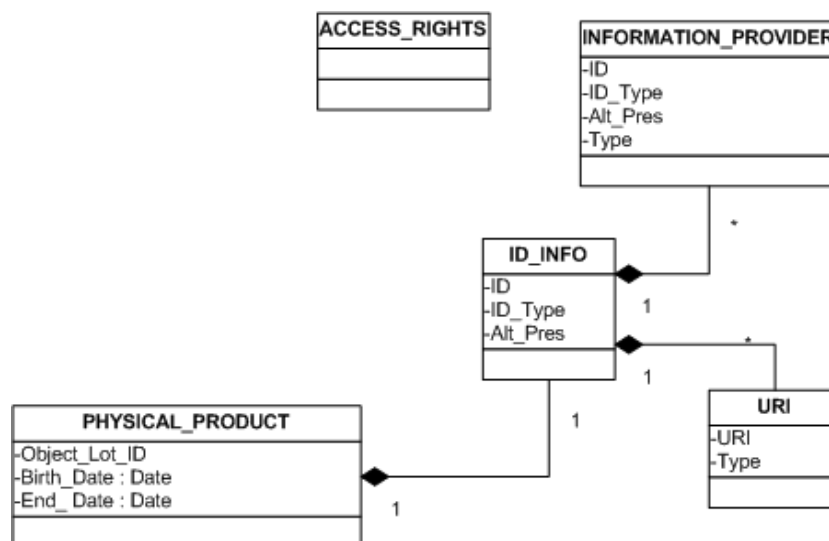 ACCESS_RIGHTS
INFORMATION_PROVIDER
-ID
-ID_Type
-Alt_Pres
-Type
*
ID_INFO
-ID
-ID_Type
-Alt_Pres
1
*
1
1
URI
-URI
-Type
PHYSICAL_PRODUCT
-Object_Lot_ID
-Birth_Date : Date
-End_ Date : Date
1